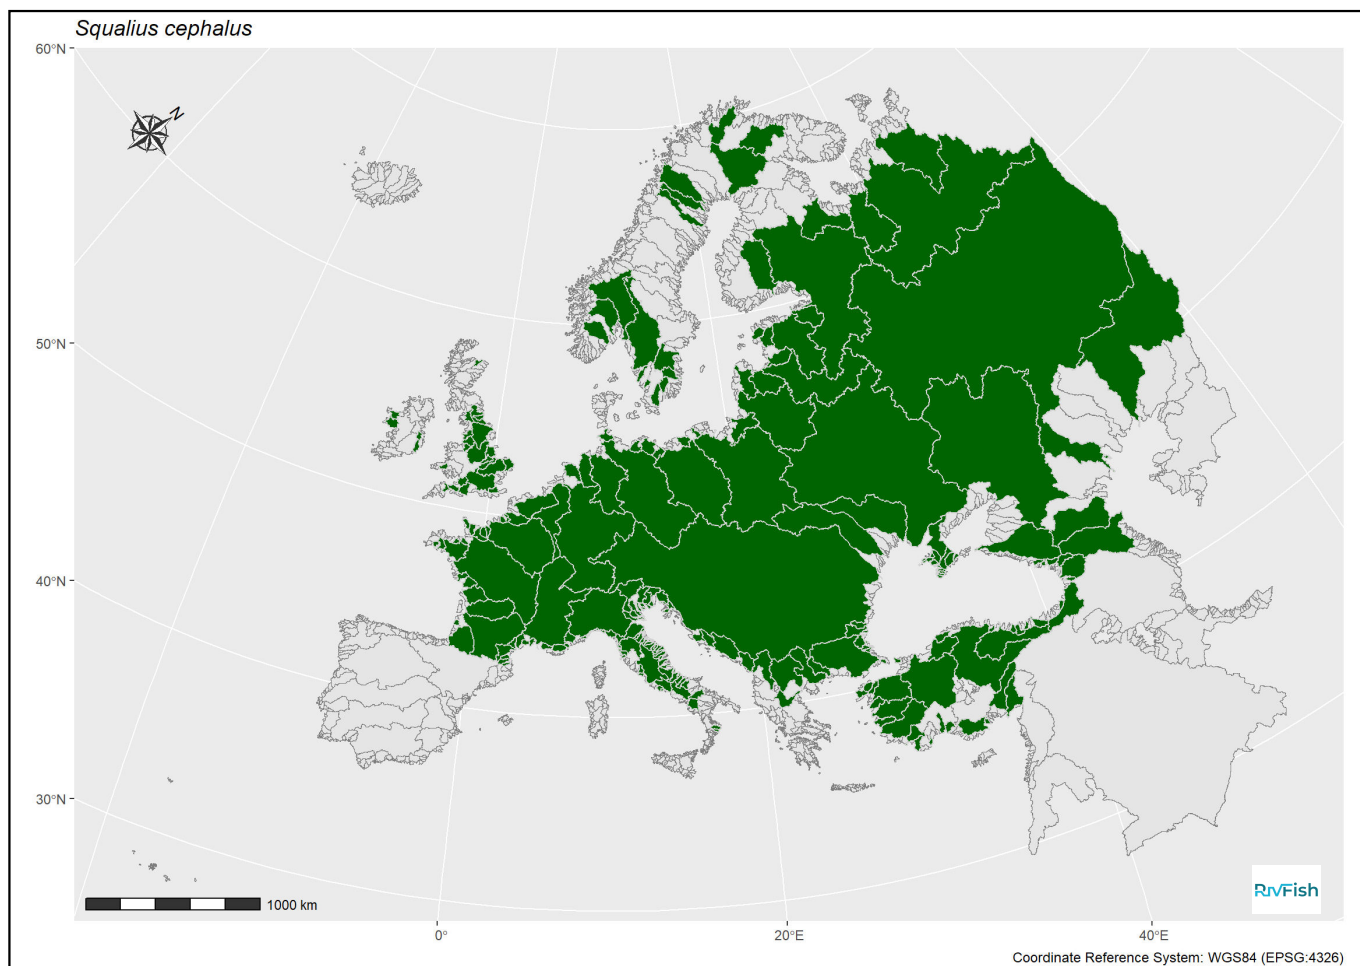 Squalius cephalus
60°N
N
50°N
40°N
30°N
1000 km
RIVFISH
0°
20°E
40°E
Coordinate Reference System: WGS84 (EPSG:4326)